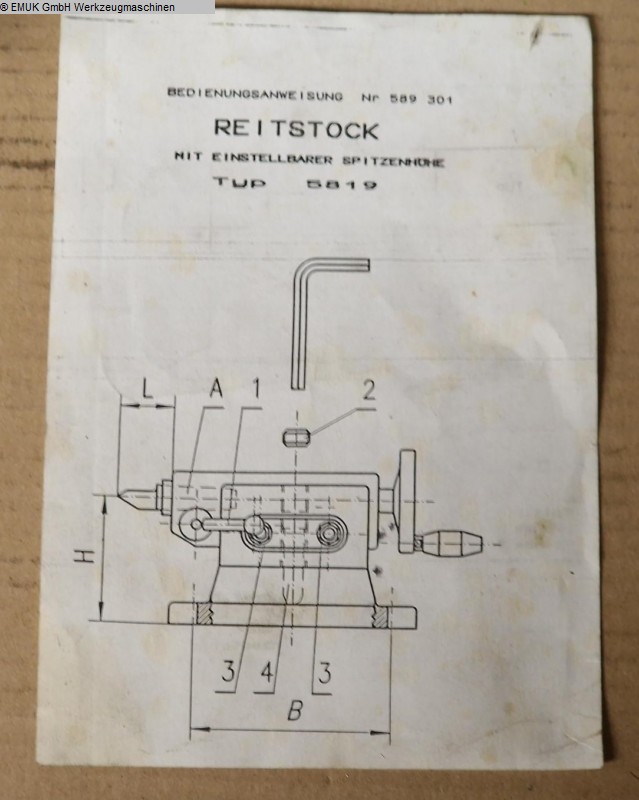 © EMUK GmbH Werkzeugmaschinen
BEDIENUNGSANWEISUNG Nr 589 301
REITSTOCK
MIT EINSTELLBARER SPITZENHÖHE
Typ 5819
L A 1 2
H
3 4 3
B